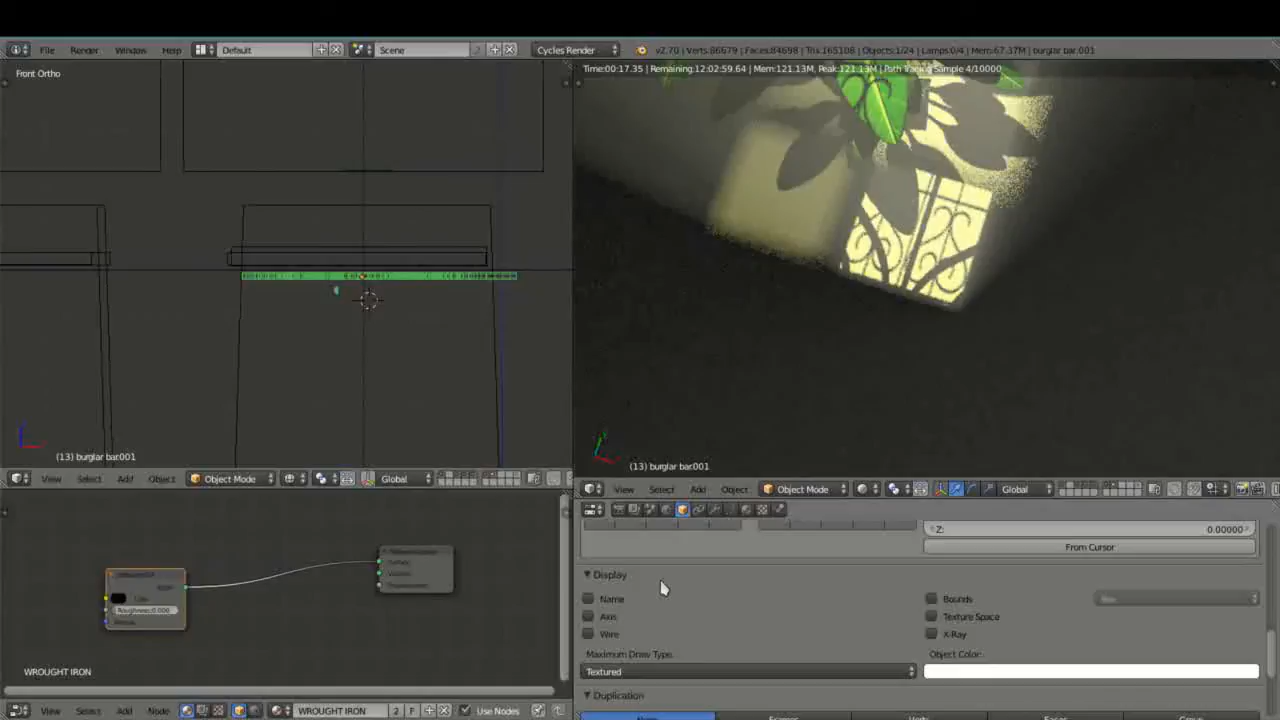 File Render Window Help Default Scene 2 Cycles Render v2.70 | Verts:86679 | Faces:84698 | Tris:165108 | Objects:1/24 | Lamps:0/4 | Mem:67.37M | burglar bar.001
Front Ortho
Time:00:17.35 | Remaining:12:02:59.64 | Mem:121.13M, Peak:121.13M | Path Tracing Sample 4/10000
(13) burglar bar.001
(13) burglar bar.001
View Select Add Object Object Mode Global
View Select Add Object Object Mode Global
Z: 0.00000
From Cursor
Display
Name
Bounds
Axis
Texture Space
Wire
X-Ray
Maximum Draw Type:
Object Color:
Textured
Duplication
Roughness:0.000
WROUGHT IRON
View Select Add Node WROUGHT IRON 2 F Use Nodes